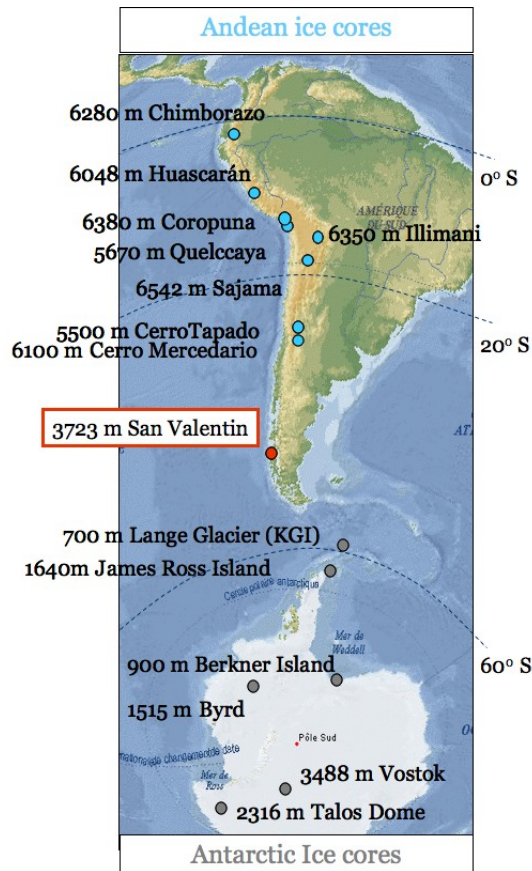 Andean ice cores
6280 m Chimborazo
6048 m Huascarán
0° S
6380 m Coropuna
AMÉRIQUE
DU SUD
6350 m Illimani
5670 m Quelccaya
6542 m Sajama
5500 m CerroTapado
20° S
6100 m Cerro Mercedario
3723 m San Valentin
700 m Lange Glacier (KGI)
1640m James Ross Island
Cercle polaire antarctique
Mer de
Weddell
900 m Berkner Island
60° S
1515 m Byrd
Pôle Sud
Mer de
Ross
3488 m Vostok
2316 m Talos Dome
Antarctic Ice cores